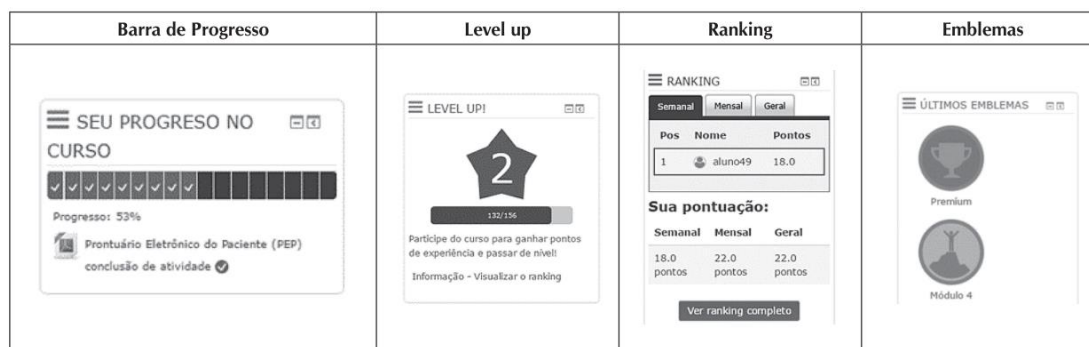 Barra de Progresso
Level up
Ranking
Emblemas
SEU PROGRESO NO
CURSO
Progresso: 53%
Prontuário Eletrônico do Paciente (PEP)
conclusão de atividade
LEVEL UP!
2
132/156
Participe do curso para ganhar pontos
de experiência e passar de nível!
Informação - Visualizar o ranking
RANKING
Semanal Mensal Geral
Pos Nome Pontos
1 aluno49 18.0
Sua pontuação:
Semanal Mensal Geral
18.0 22.0 22.0
pontos pontos pontos
Ver ranking completo
ÚLTIMOS EMBLEMAS
Premium
Módulo 4